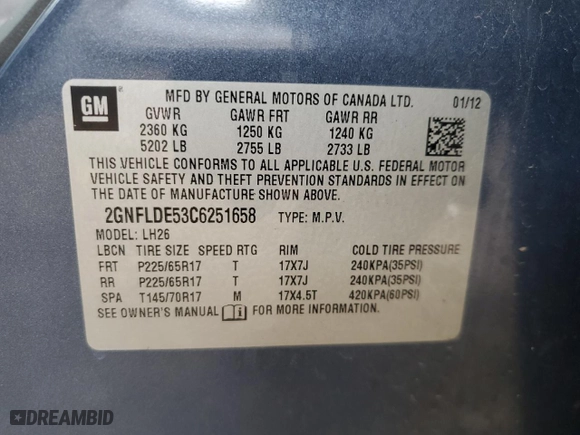 GM
MFD BY GENERAL MOTORS OF CANADA LTD. 01/12
GVWR GAWR FRT GAWR RR
2360 KG 1250 KG 1240 KG
5202 LB 2755 LB 2733 LB
THIS VEHICLE CONFORMS TO ALL APPLICABLE U.S. FEDERAL MOTOR
VEHICLE SAFETY AND THEFT PREVENTION STANDARDS IN EFFECT ON
THE DATE OF MANUFACTURE SHOWN ABOVE.
2GNFLDE53C6251658 TYPE: M.P.V.
MODEL: LH26
LBCN TIRE SIZE SPEED RTG RIM COLD TIRE PRESSURE
FRT P225/65R17 T 17X7J 240KPA(35PSI)
RR P225/65R17 T 17X7J 240KPA(35PSI)
SPA T145/70R17 M 17X4.5T 420KPA(60PSI)
SEE OWNER'S MANUAL FOR MORE INFORMATION.
DREAMBID